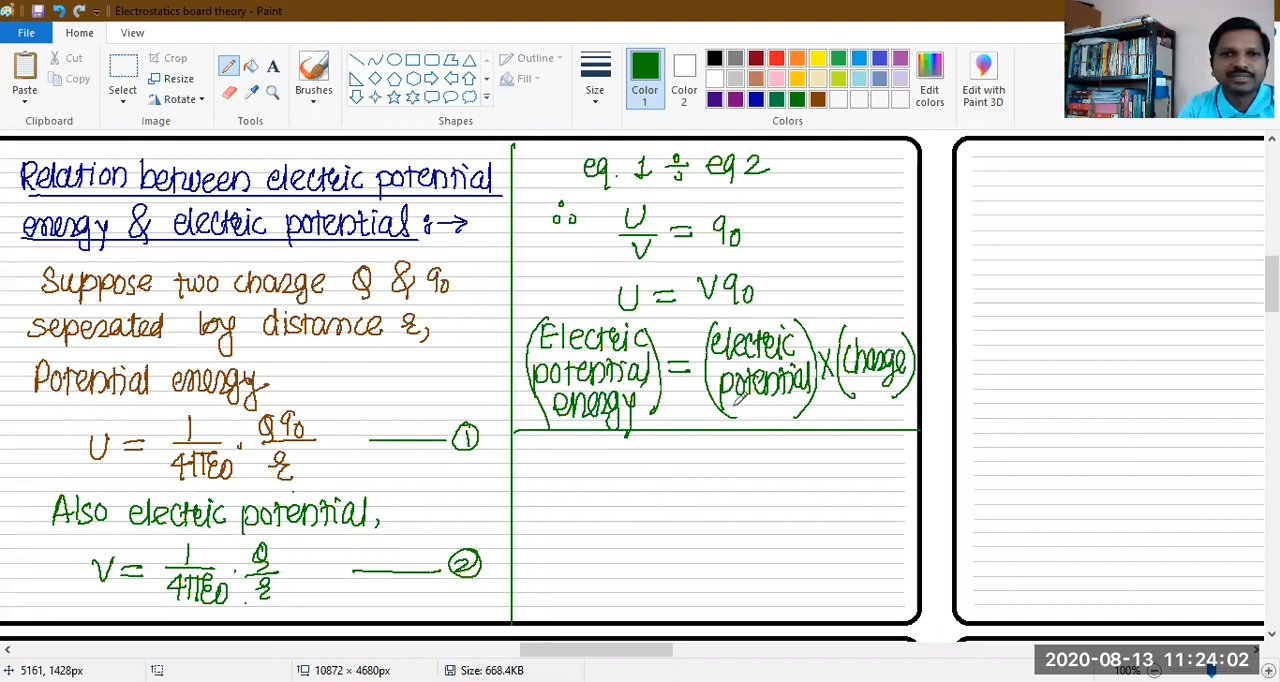 Electrostatics board theory - Paint
File
Home
View
Paste
Cut
Copy
Clipboard
Select
Crop
Resize
Rotate
Image
Tools
Brushes
Shapes
Outline
Fill
Size
Color 1
Color 2
Colors
Edit colors
Edit with Paint 3D
Relation between electric potential
energy & electric potential :→
Suppose two charge Q & q0
seperated by distance r,
Potential energy
U = 1/4πε0 · Qq0/r —— ①
Also electric potential,
V = 1/4πε0 · Q/r —— ②
eq. 1 ÷ eq 2
∴ U/V = q0
U = Vq0
(Electric potential energy) = (electric potential) × (charge)
5161, 1428px
10872 × 4680px
Size: 668.4KB
100%
2020-08-13 11:24:02